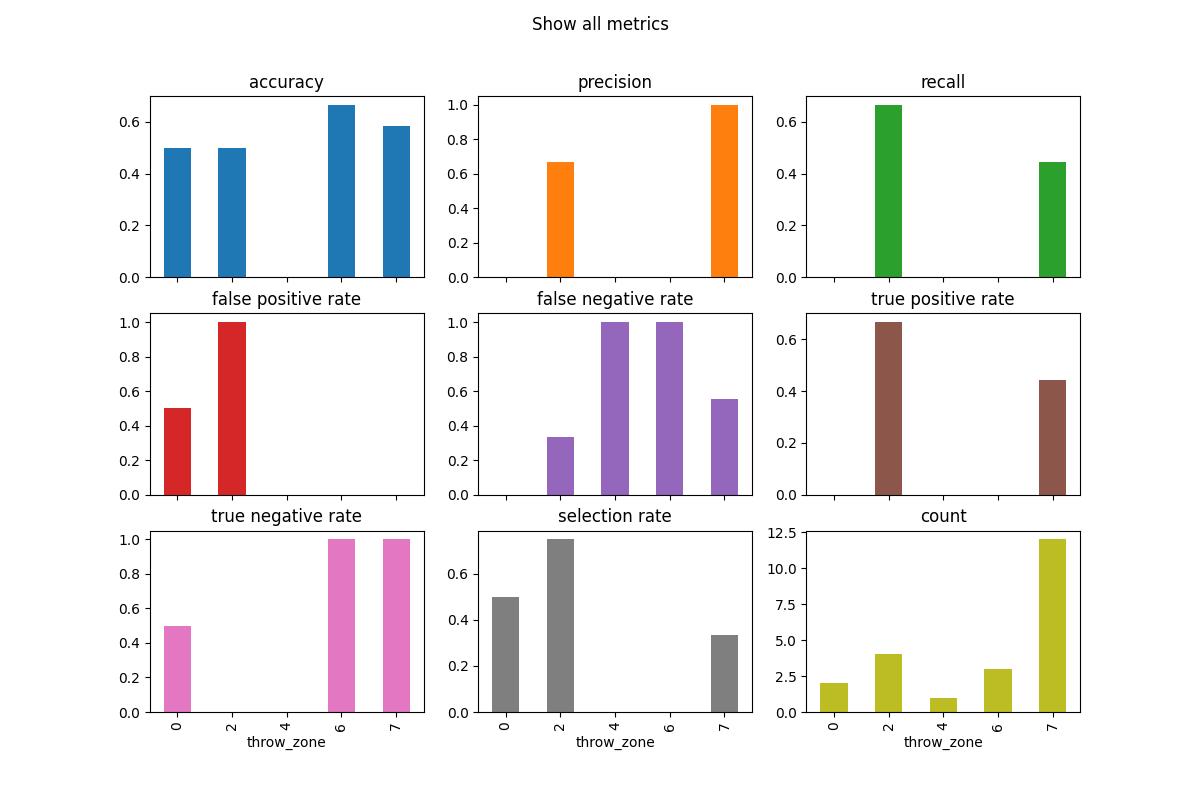 Show all metrics
accuracy
precision
recall
0.6
0.4
0.2
0.0
1.0
0.8
0.6
0.4
0.2
0.0
0.6
0.4
0.2
0.0
false positive rate
false negative rate
true positive rate
1.0
0.8
0.6
0.4
0.2
0.0
1.0
0.8
0.6
0.4
0.2
0.0
0.6
0.4
0.2
0.0
true negative rate
selection rate
count
1.0
0.8
0.6
0.4
0.2
0.0
0.6
0.4
0.2
0.0
12.5
10.0
7.5
5.0
2.5
0.0
0 2 4 6 7
0 2 4 6 7
0 2 4 6 7
throw_zone
throw_zone
throw_zone